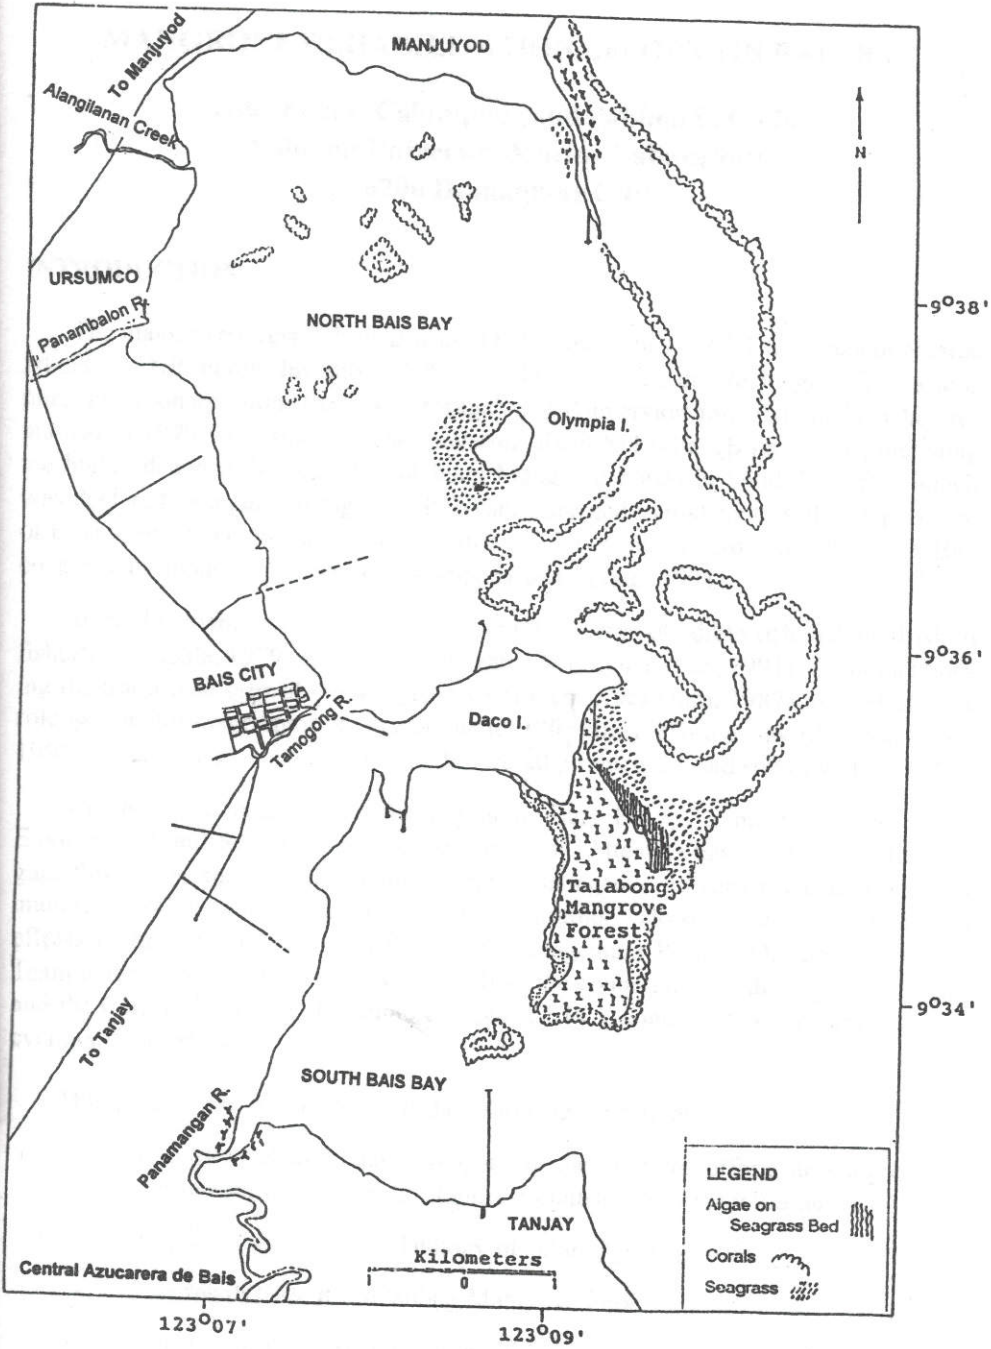 MANJUYOD
To Manjuyod
Alangilanan Creek
N
URSUMCO
Panambalon R.
9°38'
NORTH BAIS BAY
Olympia I.
9°36'
BAIS CITY
Daco I.
Tamogong R.
Talabong
Mangrove
Forest
9°34'
To Tanjay
SOUTH BAIS BAY
Panamangan R.
LEGEND
Algae on
Seagrass Bed
Corals
Seagrass
TANJAY
Kilometers
1 0 1
Central Azucarera de Bais
123°07'
123°09'